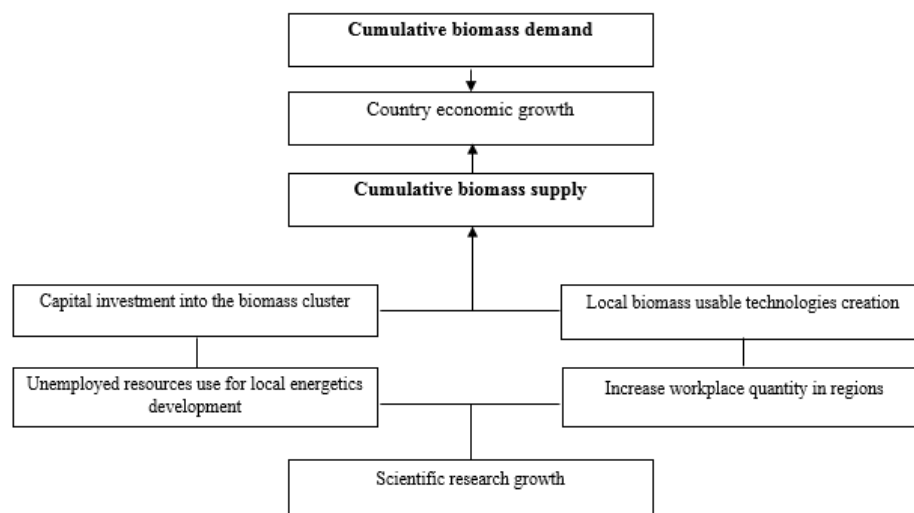 Cumulative biomass demand
Country economic growth
Cumulative biomass supply
Capital investment into the biomass cluster
Local biomass usable technologies creation
Unemployed resources use for local energetics
development
Increase workplace quantity in regions
Scientific research growth